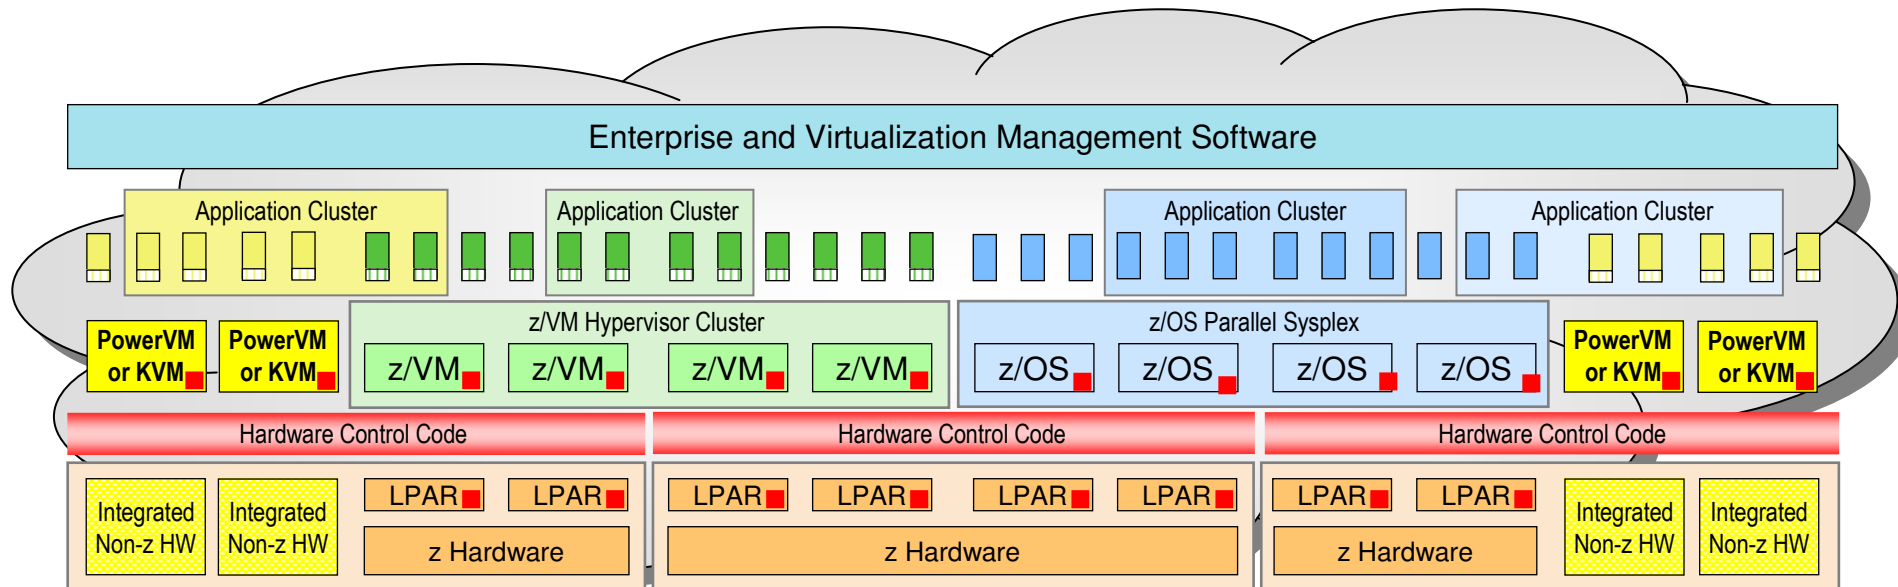 Enterprise and Virtualization Management Software
Application Cluster
Application Cluster
Application Cluster
Application Cluster
PowerVM
or KVM
PowerVM
or KVM
z/VM Hypervisor Cluster
z/VM
z/VM
z/VM
z/VM
z/OS Parallel Sysplex
z/OS
z/OS
z/OS
z/OS
PowerVM
or KVM
PowerVM
or KVM
Hardware Control Code
Hardware Control Code
Hardware Control Code
Integrated
Non-z HW
Integrated
Non-z HW
LPAR
LPAR
z Hardware
LPAR
LPAR
LPAR
LPAR
z Hardware
LPAR
LPAR
z Hardware
Integrated
Non-z HW
Integrated
Non-z HW